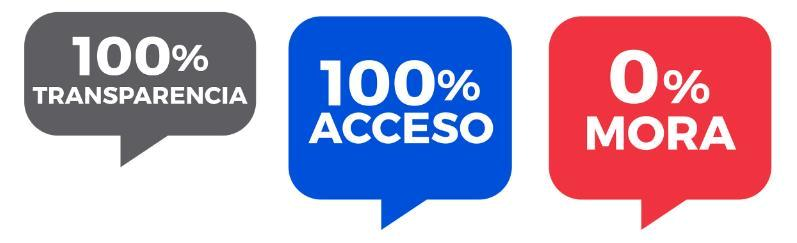 100%
TRANSPARENCIA
100%
ACCESO
0%
MORA